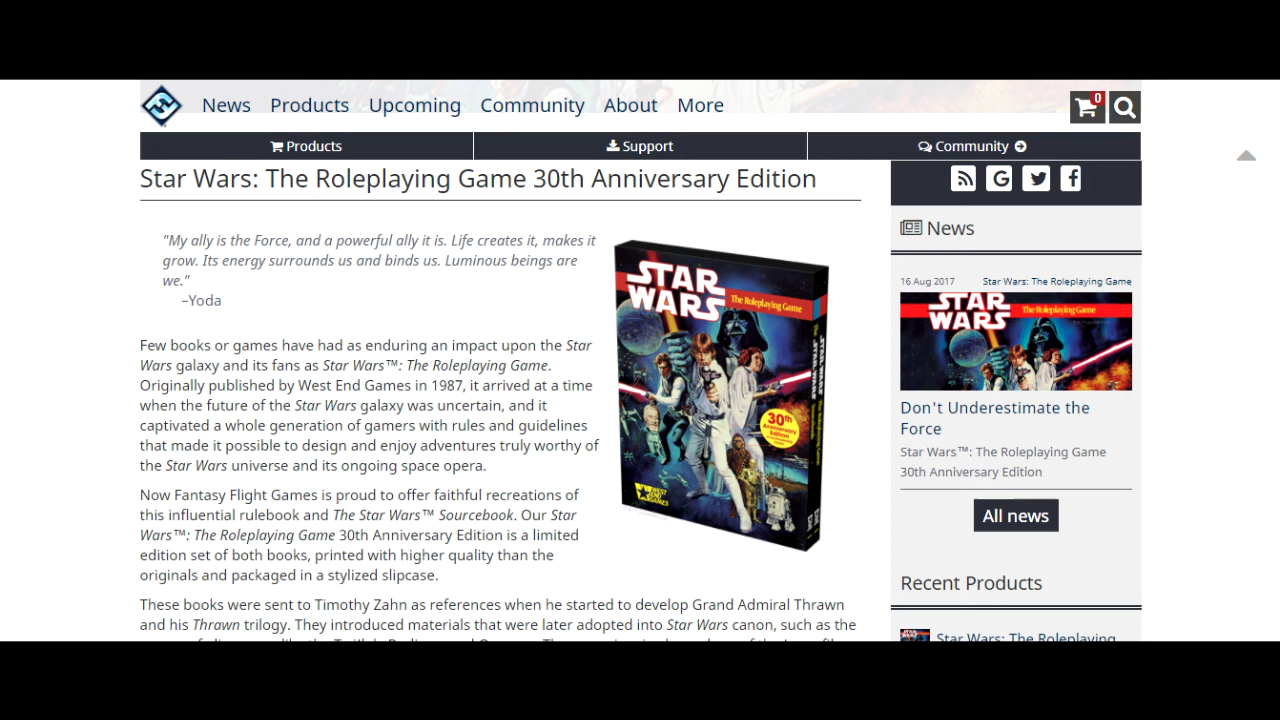 News Products Upcoming Community About More
0
Products
Support
Community
Star Wars: The Roleplaying Game 30th Anniversary Edition
"My ally is the Force, and a powerful ally it is. Life creates it, makes it
grow. Its energy surrounds us and binds us. Luminous beings are
we."
–Yoda
Few books or games have had as enduring an impact upon the Star
Wars galaxy and its fans as Star Wars™: The Roleplaying Game.
Originally published by West End Games in 1987, it arrived at a time
when the future of the Star Wars galaxy was uncertain, and it
captivated a whole generation of gamers with rules and guidelines
that made it possible to design and enjoy adventures truly worthy of
the Star Wars universe and its ongoing space opera.
Now Fantasy Flight Games is proud to offer faithful recreations of
this influential rulebook and The Star Wars™ Sourcebook. Our Star
Wars™: The Roleplaying Game 30th Anniversary Edition is a limited
edition set of both books, printed with higher quality than the
originals and packaged in a stylized slipcase.
These books were sent to Timothy Zahn as references when he started to develop Grand Admiral Thrawn
and his Thrawn trilogy. They introduced materials that were later adopted into Star Wars canon, such as the
STAR
WARS
The Roleplaying Game
30th
Anniversary
Edition
WEST
END
GAMES
News
16 Aug 2017 Star Wars: The Roleplaying Game
STAR
WARS
The Roleplaying Game
Don't Underestimate the
Force
Star Wars™: The Roleplaying Game
30th Anniversary Edition
All news
Recent Products
Star Wars: The Roleplaying